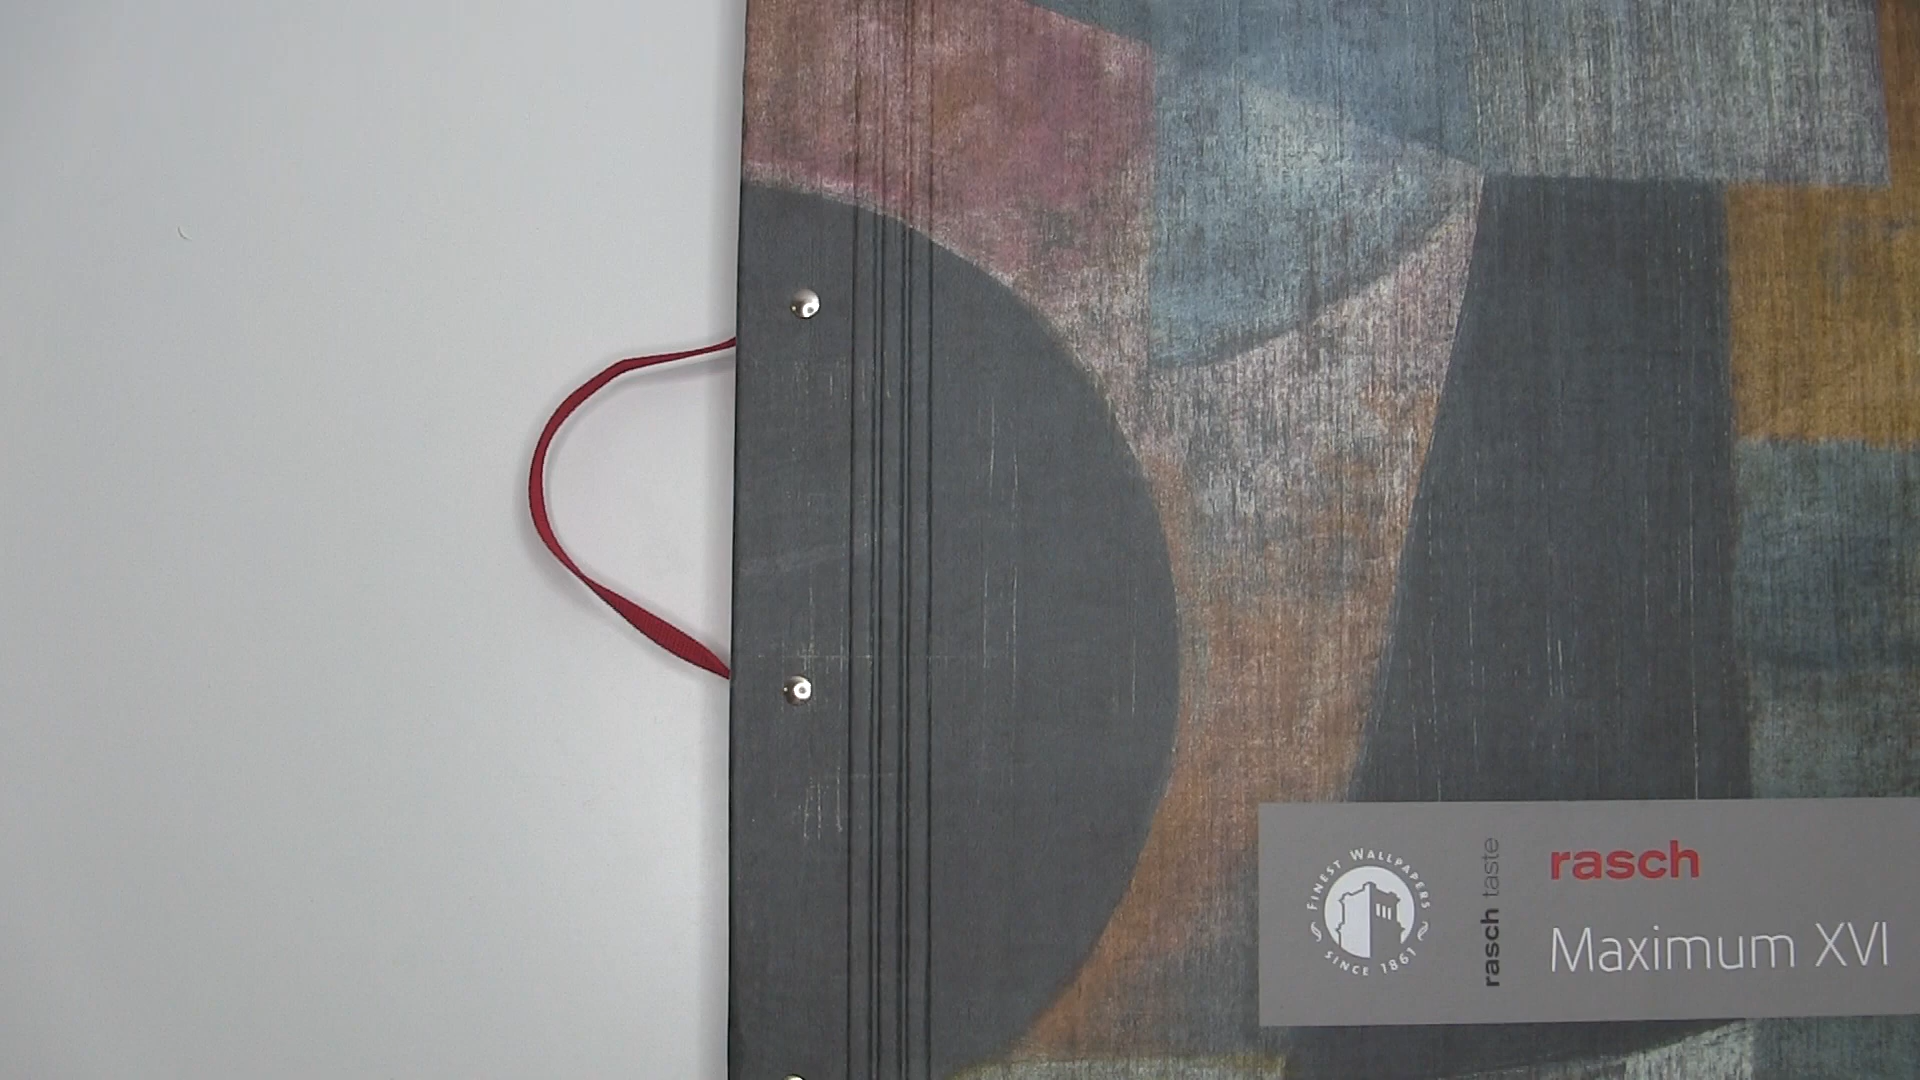 FINEST WALLPAPERS
SINCE 1861
rasch taste
rasch
Maximum XVI